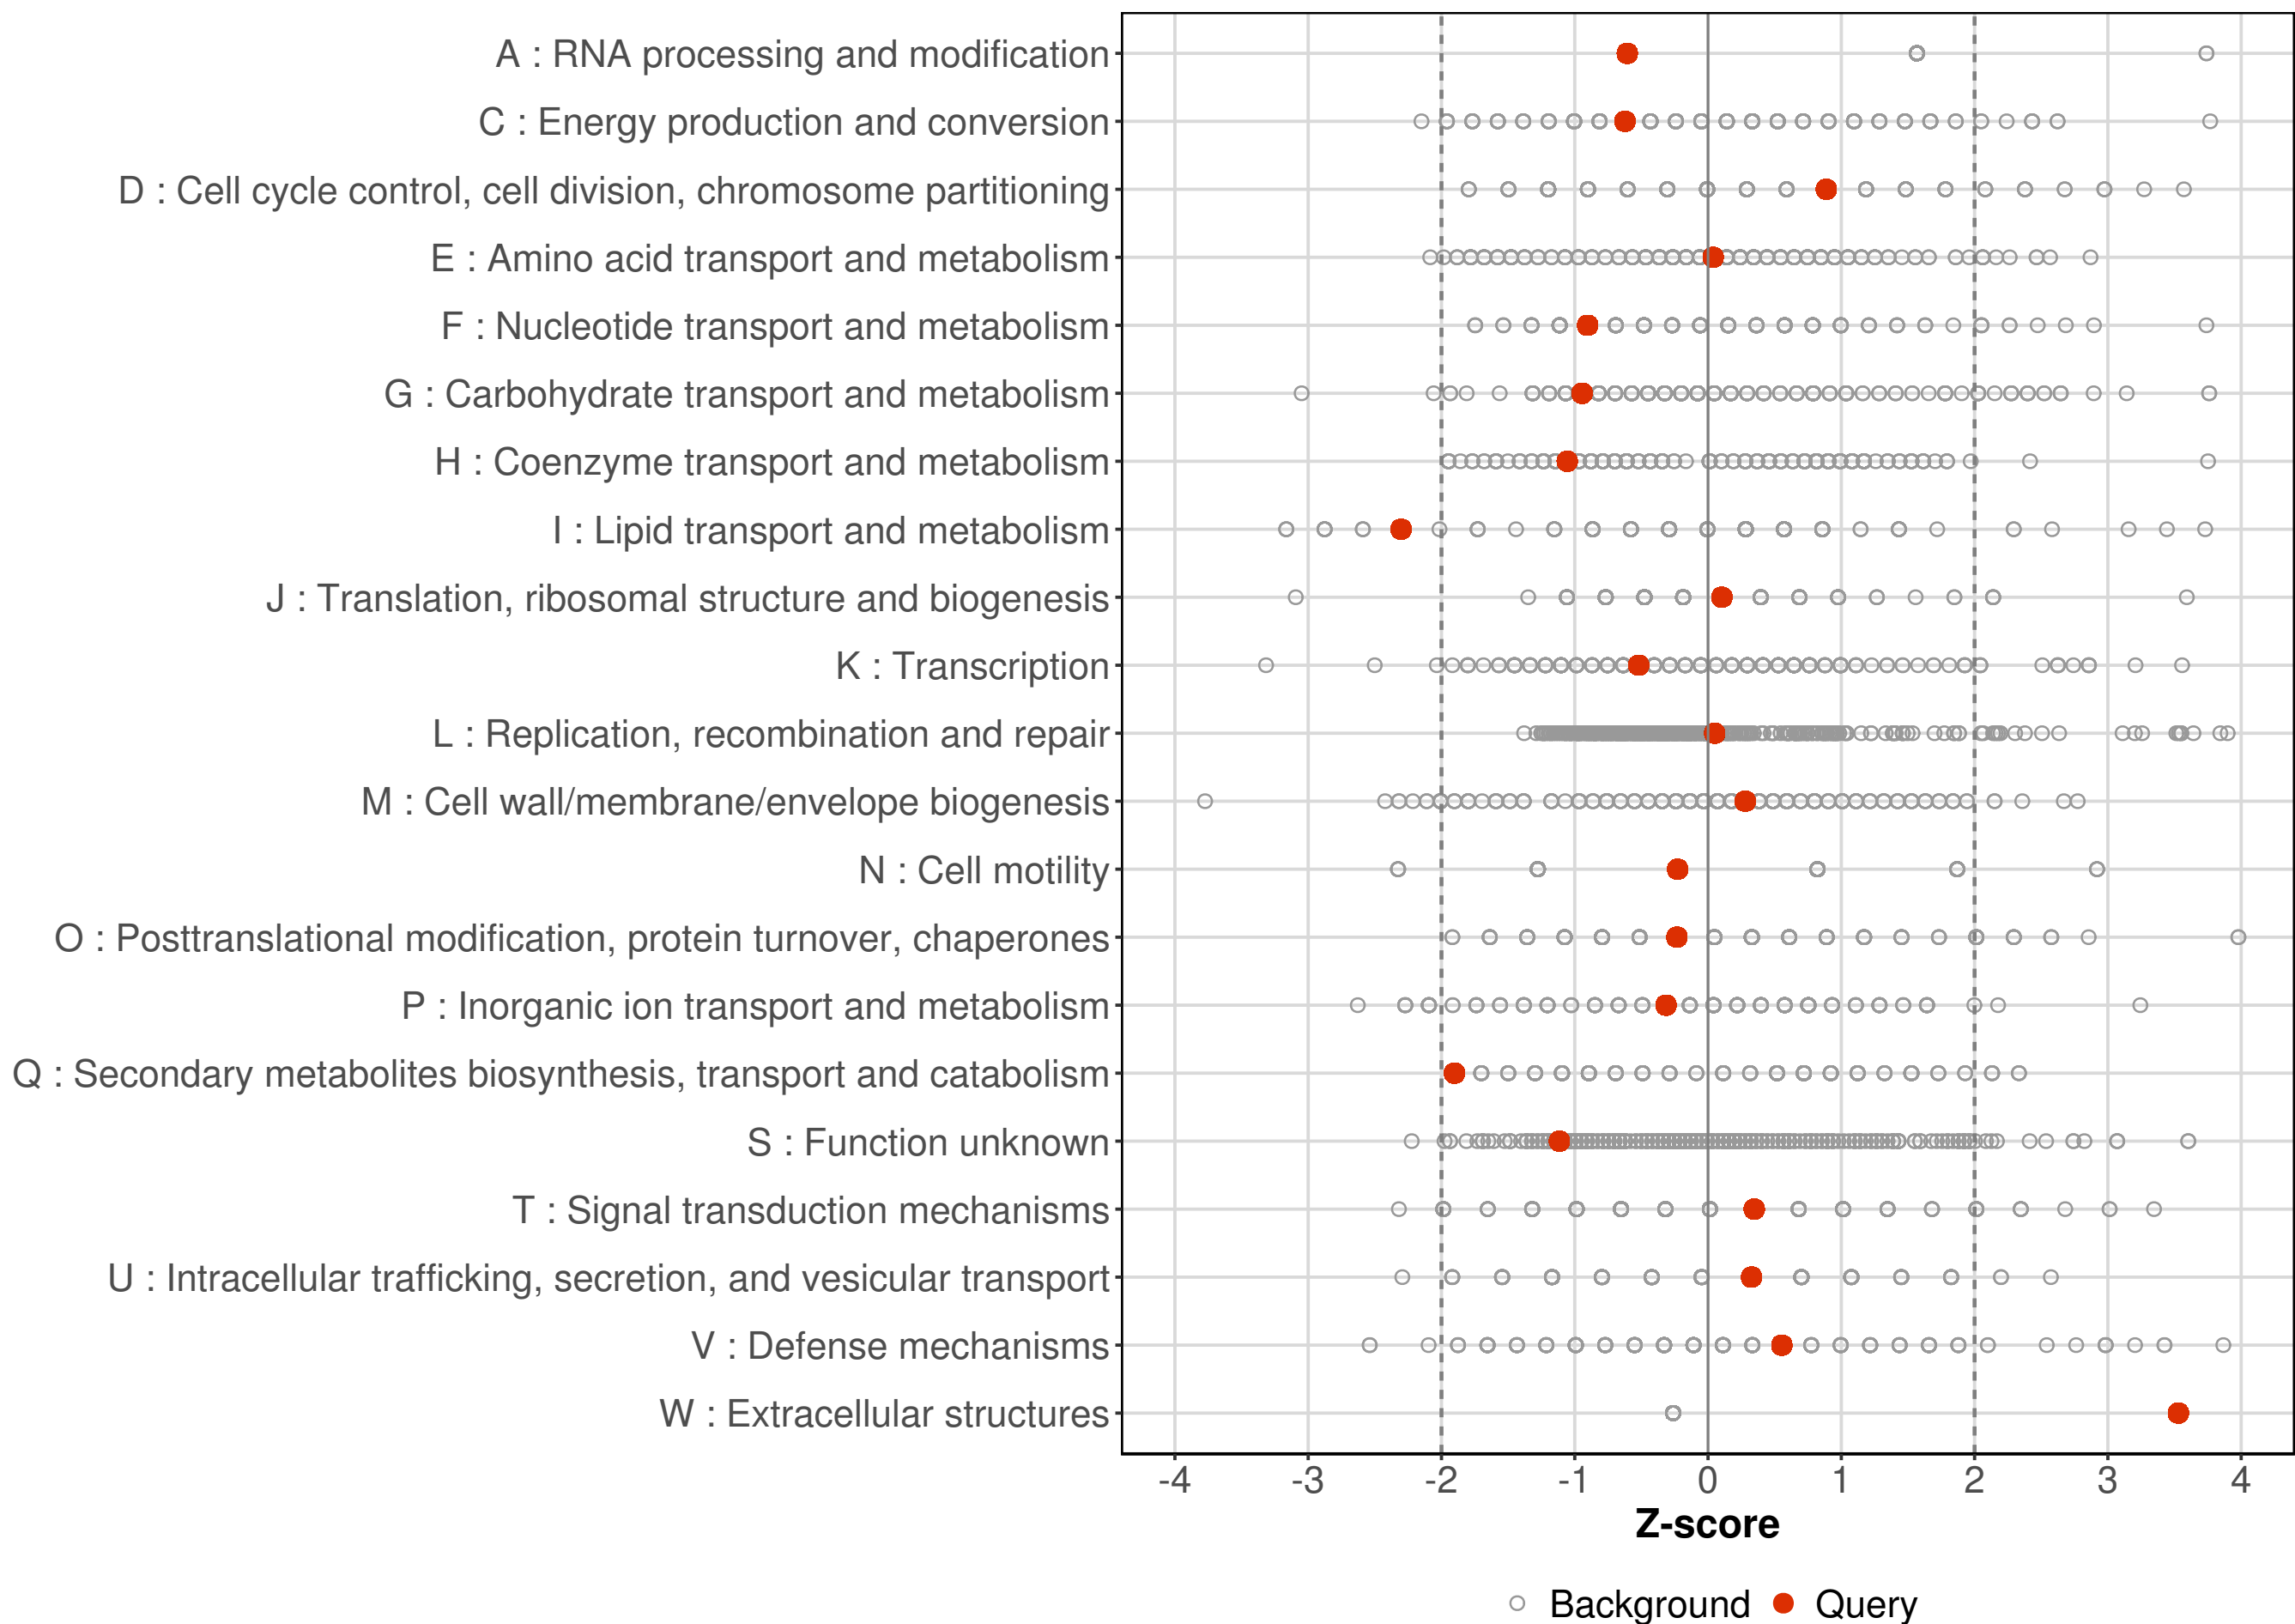 A : RNA processing and modification
C : Energy production and conversion
D : Cell cycle control, cell division, chromosome partitioning
E : Amino acid transport and metabolism
F : Nucleotide transport and metabolism
G : Carbohydrate transport and metabolism
H : Coenzyme transport and metabolism
I : Lipid transport and metabolism
J : Translation, ribosomal structure and biogenesis
K : Transcription
L : Replication, recombination and repair
M : Cell wall/membrane/envelope biogenesis
N : Cell motility
O : Posttranslational modification, protein turnover, chaperones
P : Inorganic ion transport and metabolism
Q : Secondary metabolites biosynthesis, transport and catabolism
S : Function unknown
T : Signal transduction mechanisms
U : Intracellular trafficking, secretion, and vesicular transport
V : Defense mechanisms
W : Extracellular structures
-4 -3 -2 -1 0 1 2 3 4
Z-score
Background Query